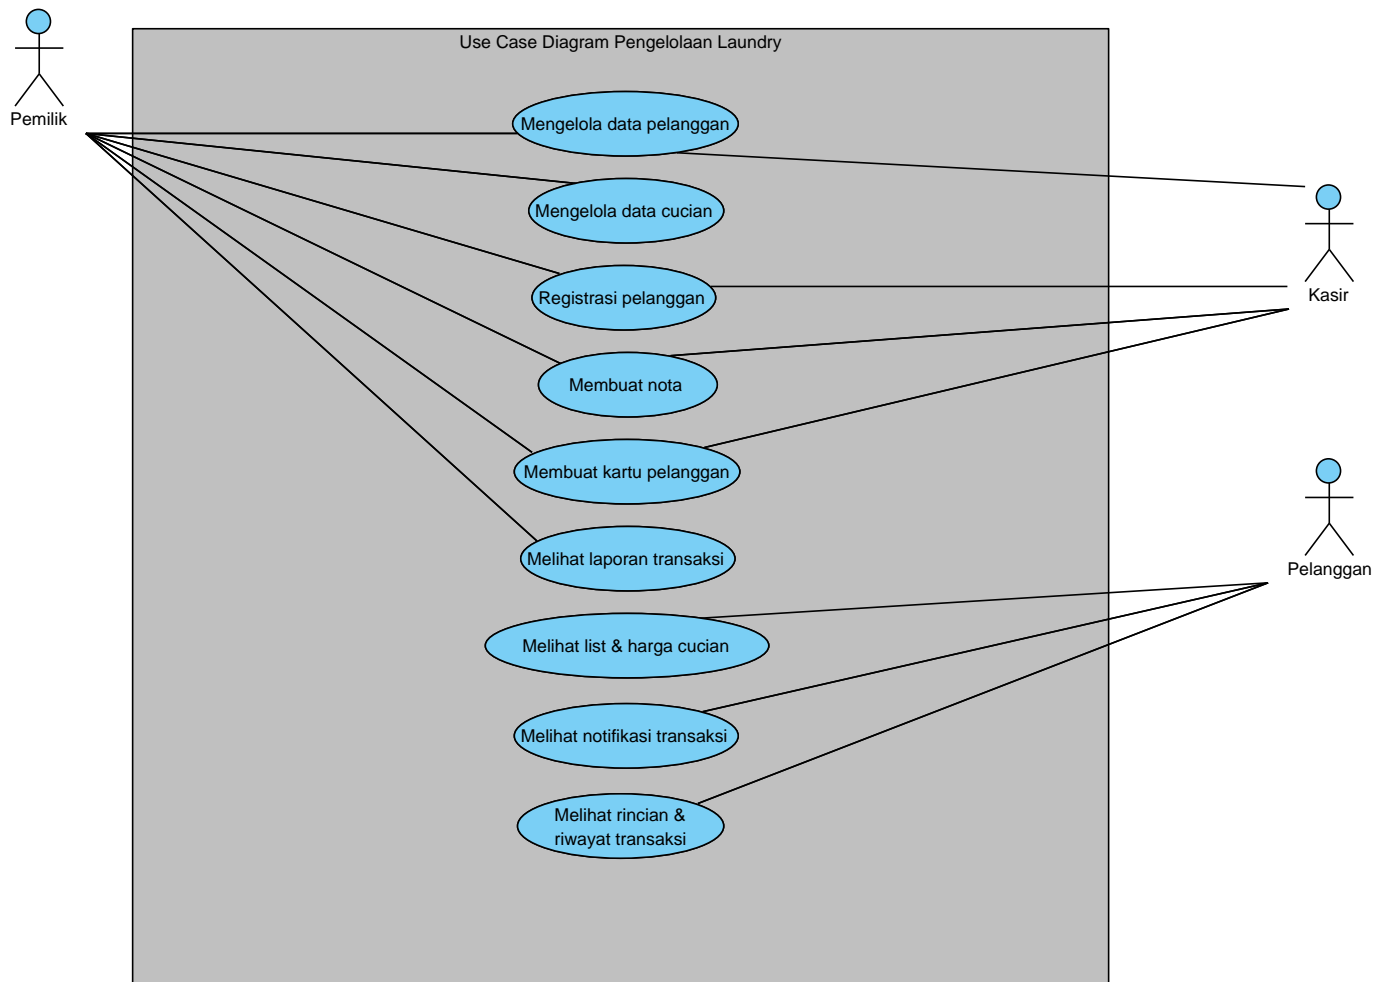 Use Case Diagram Pengelolaan Laundry
Pemilik
Mengelola data pelanggan
Mengelola data cucian
Registrasi pelanggan
Kasir
Membuat nota
Membuat kartu pelanggan
Melihat laporan transaksi
Pelanggan
Melihat list & harga cucian
Melihat notifikasi transaksi
Melihat rincian &
riwayat transaksi